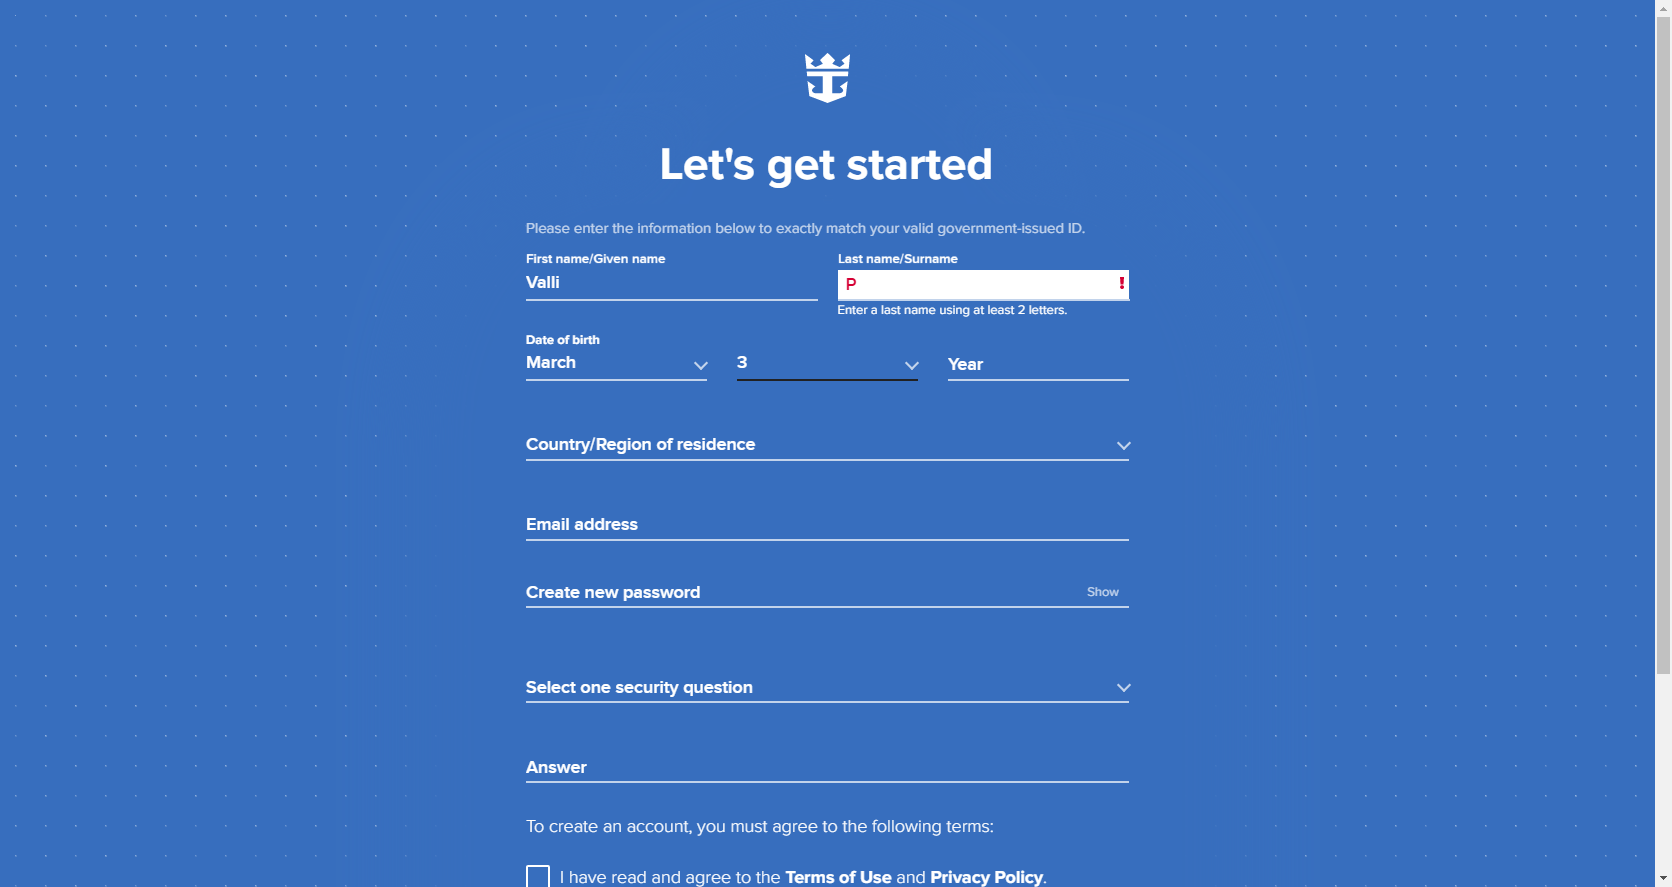 Let's get started
Please enter the information below to exactly match your valid government-issued ID.
First name/Given name
Valli
Last name/Surname
P
Enter a last name using at least 2 letters.
Date of birth
March
3
Year
Country/Region of residence
Email address
Create new password
Show
Select one security question
Answer
To create an account, you must agree to the following terms:
I have read and agree to the Terms of Use and Privacy Policy.